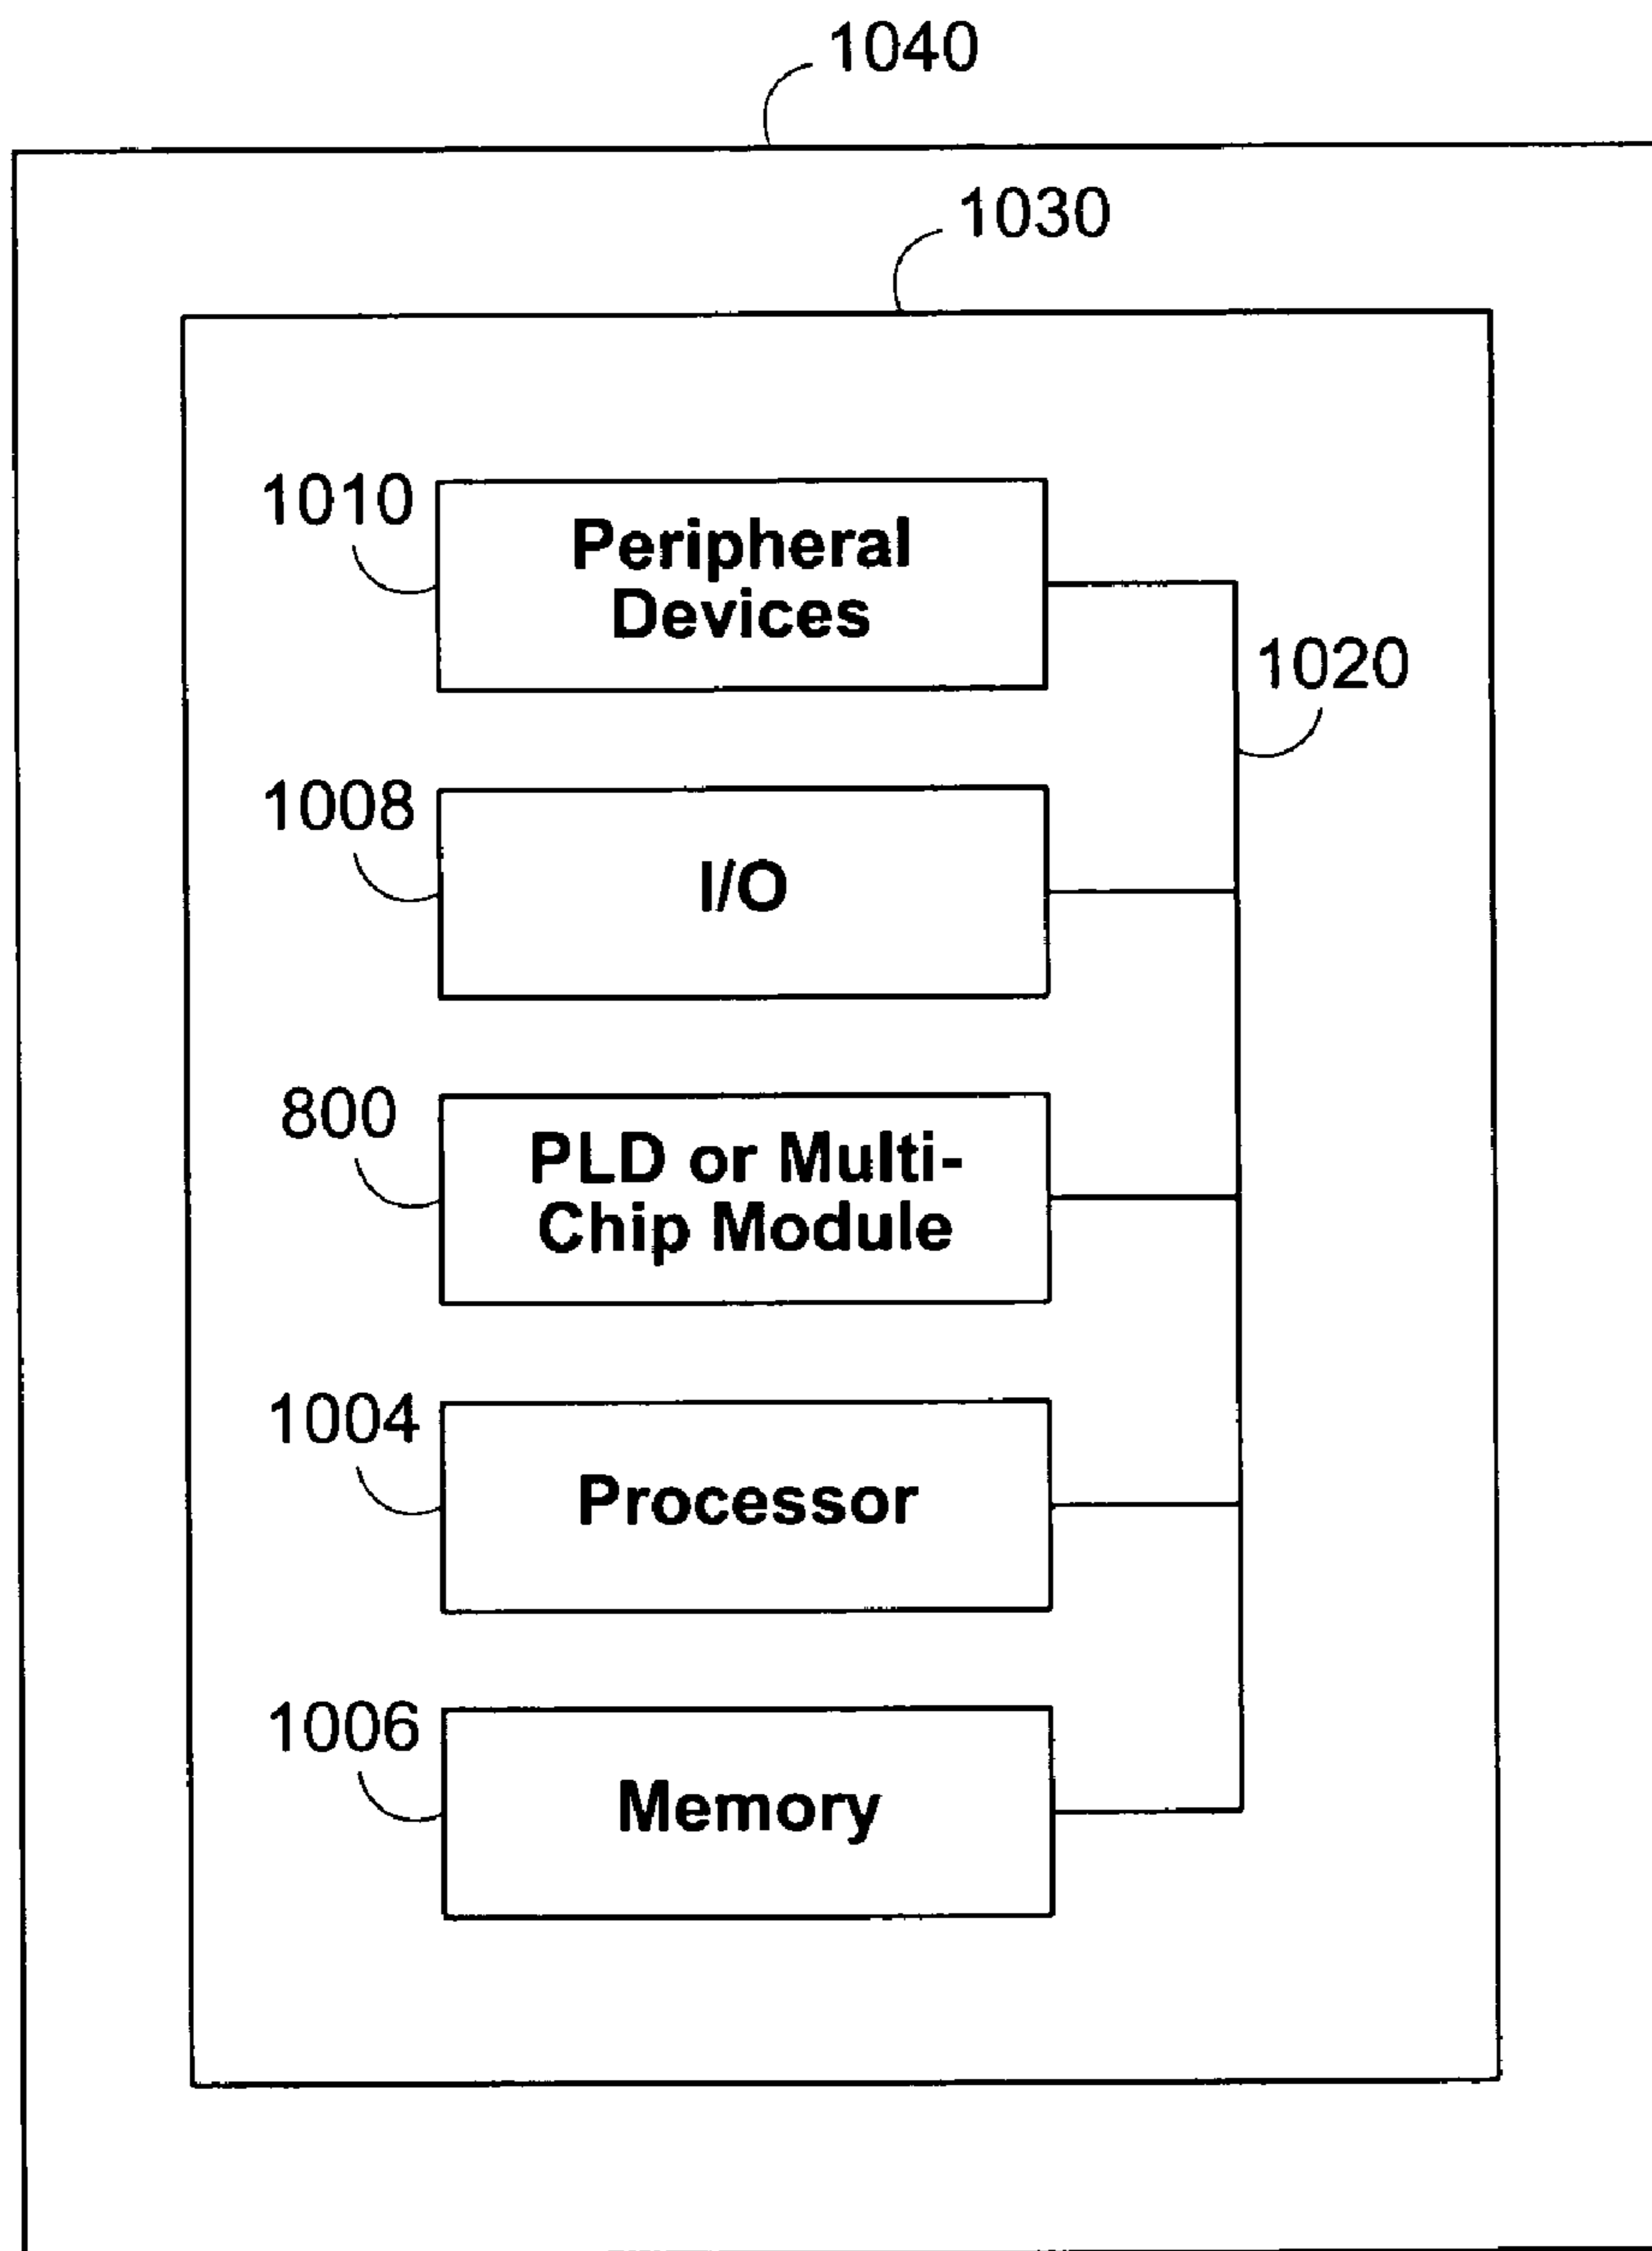 1040
1030
1010
Peripheral
Devices
1020
1008
I/O
800
PLD or Multi-
Chip Module
1004
Processor
1006
Memory